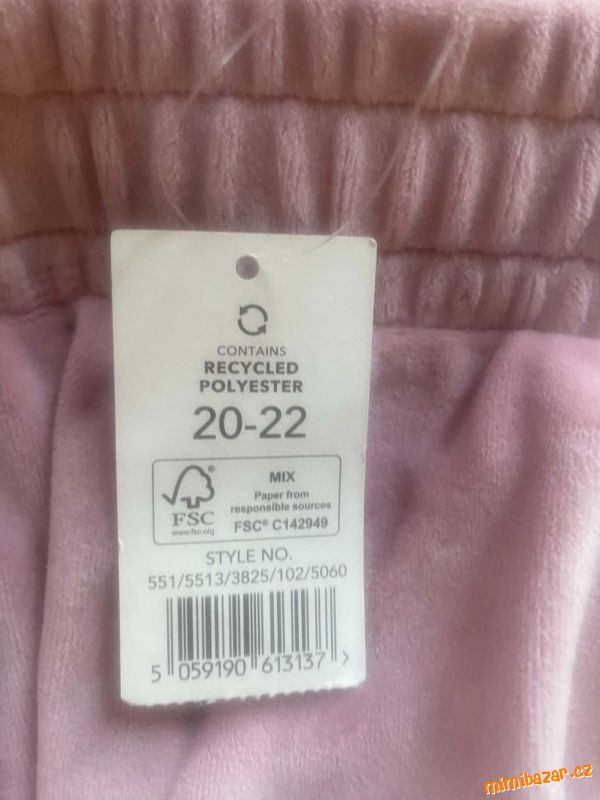 CONTAINS
RECYCLED
POLYESTER
20-22
FSC®
www.fsc.org
MIX
Paper from
responsible sources
FSC® C142949
STYLE NO.
551/5513/3825/102/5060
5 059190 613137 >
mimibazar.cz